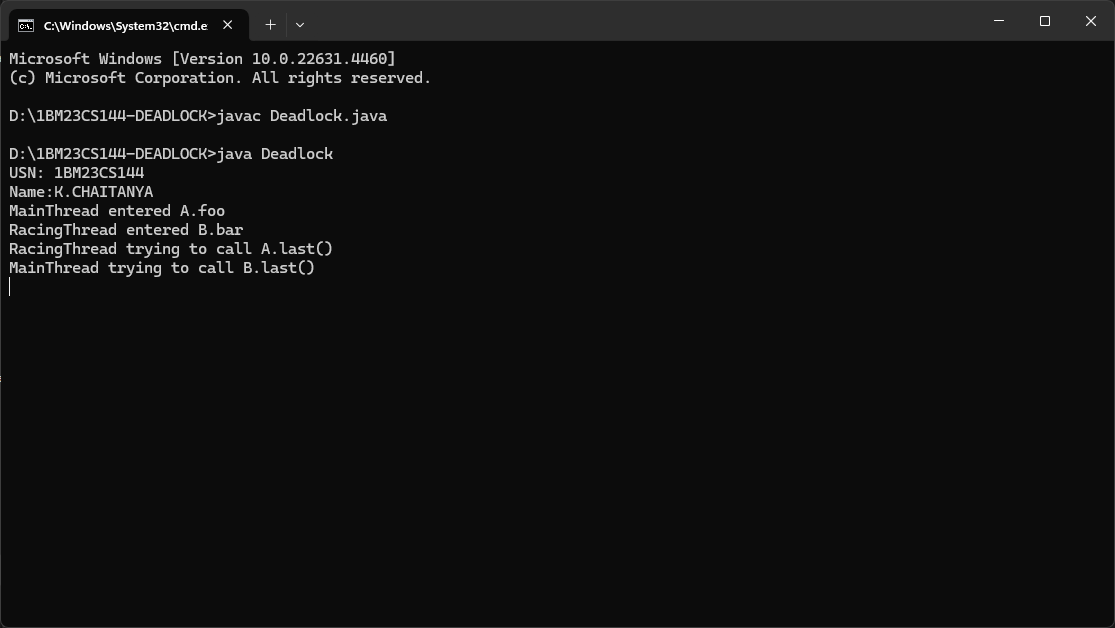 C:\Windows\System32\cmd.e
Microsoft Windows [Version 10.0.22631.4460]
(c) Microsoft Corporation. All rights reserved.
D:\1BM23CS144-DEADLOCK>javac Deadlock.java
D:\1BM23CS144-DEADLOCK>java Deadlock
USN: 1BM23CS144
Name:K.CHAITANYA
MainThread entered A.foo
RacingThread entered B.bar
RacingThread trying to call A.last()
MainThread trying to call B.last()